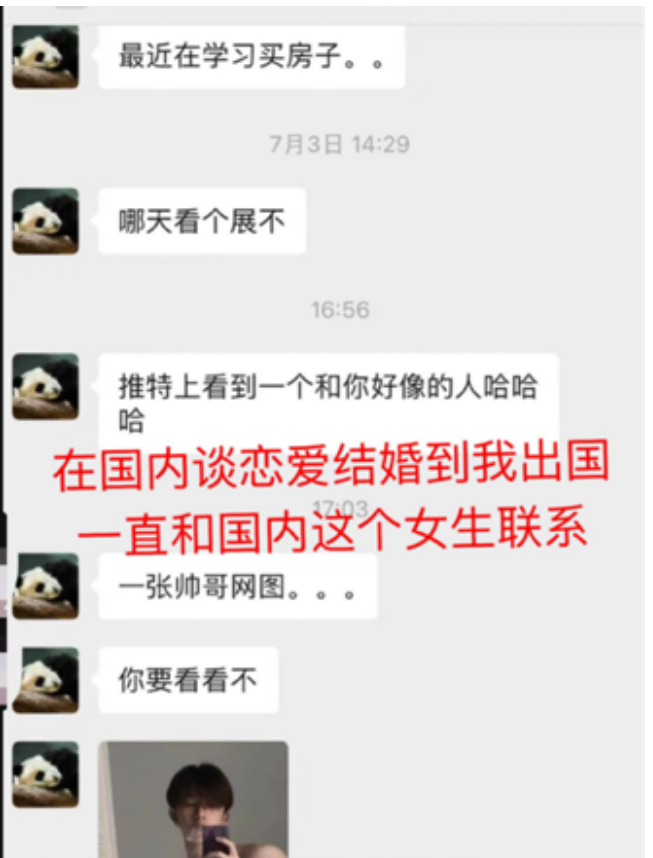 最近在学习买房子。。
7月3日 14:29
哪天看个展不
16:56
推特上看到一个和你好像的人哈哈
哈
在国内谈恋爱结婚到我出国
17:03
一直和国内这个女生联系
一张帅哥网图。。。
你要看看不